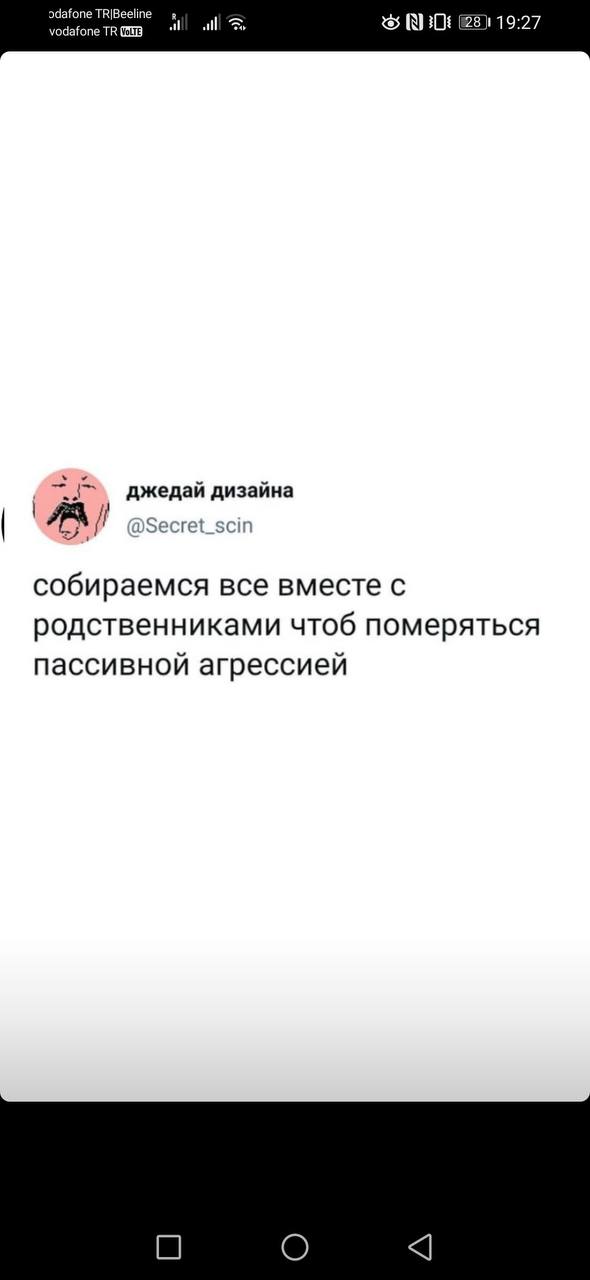 vodafone TR|Beeline
vodafone TR VoLTE
R
28 19:27
джедай дизайна
@Secret_scin
собираемся все вместе с
родственниками чтоб померяться
пассивной агрессией